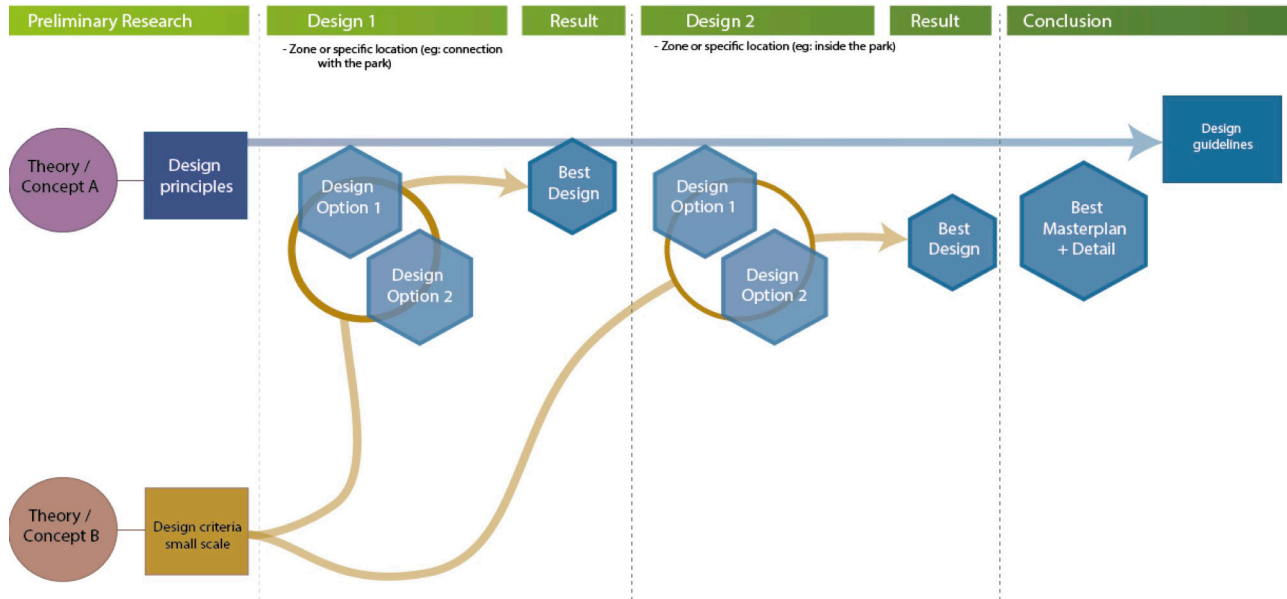 Preliminary Research
Design 1
Result
Design 2
Result
Conclusion
- Zone or specific location (eg: connection
with the park)
- Zone or specific location (eg: inside the park)
Theory /
Concept A
Design
principles
Design
Option 1
Design
Option 2
Best
Design
Design
Option 1
Design
Option 2
Best
Design
Best
Masterplan
+ Detail
Design
guidelines
Theory /
Concept B
Design criteria
small scale